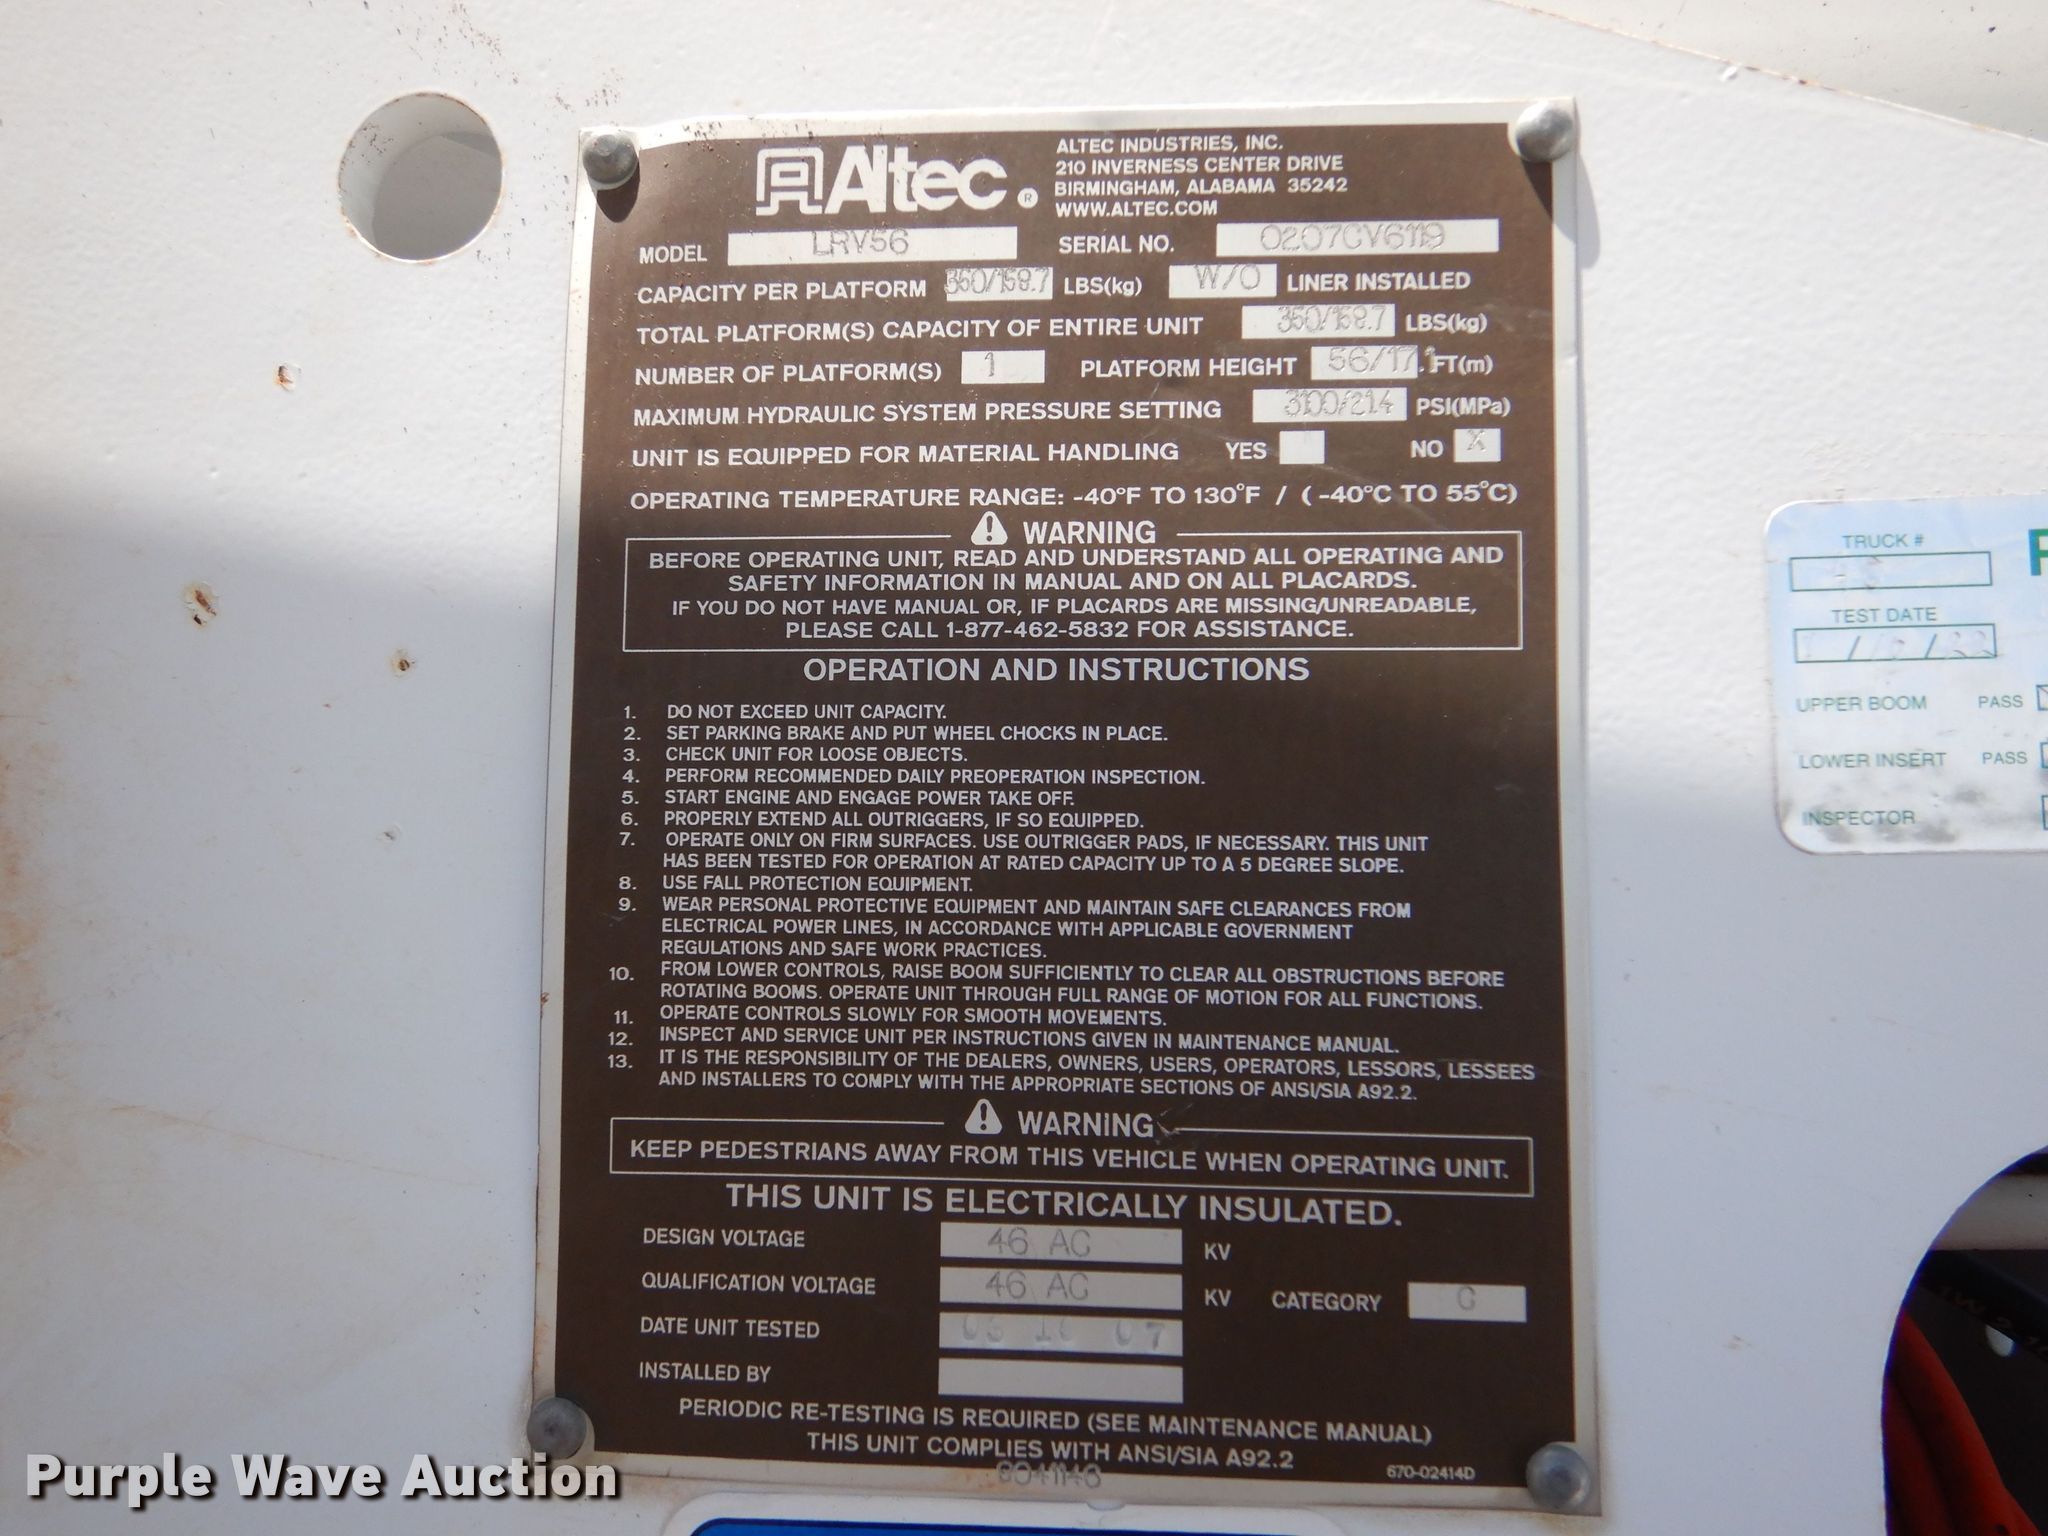 Altec®
ALTEC INDUSTRIES, INC.
210 INVERNESS CENTER DRIVE
BIRMINGHAM, ALABAMA 35242
WWW.ALTEC.COM
MODEL LRV56 SERIAL NO. 0207CV6119
CAPACITY PER PLATFORM 350/158.7 LBS(kg) W/O LINER INSTALLED
TOTAL PLATFORM(S) CAPACITY OF ENTIRE UNIT 350/158.7 LBS(kg)
NUMBER OF PLATFORM(S) 1 PLATFORM HEIGHT 56/17.1 FT(m)
MAXIMUM HYDRAULIC SYSTEM PRESSURE SETTING 3100/21.4 PSI(MPa)
UNIT IS EQUIPPED FOR MATERIAL HANDLING YES NO X
OPERATING TEMPERATURE RANGE: -40°F TO 130°F / ( -40°C TO 55°C)
WARNING
BEFORE OPERATING UNIT, READ AND UNDERSTAND ALL OPERATING AND
SAFETY INFORMATION IN MANUAL AND ON ALL PLACARDS.
IF YOU DO NOT HAVE MANUAL OR, IF PLACARDS ARE MISSING/UNREADABLE,
PLEASE CALL 1-877-462-5832 FOR ASSISTANCE.
OPERATION AND INSTRUCTIONS
1. DO NOT EXCEED UNIT CAPACITY.
2. SET PARKING BRAKE AND PUT WHEEL CHOCKS IN PLACE.
3. CHECK UNIT FOR LOOSE OBJECTS.
4. PERFORM RECOMMENDED DAILY PREOPERATION INSPECTION.
5. START ENGINE AND ENGAGE POWER TAKE OFF.
6. PROPERLY EXTEND ALL OUTRIGGERS, IF SO EQUIPPED.
7. OPERATE ONLY ON FIRM SURFACES. USE OUTRIGGER PADS, IF NECESSARY. THIS UNIT
HAS BEEN TESTED FOR OPERATION AT RATED CAPACITY UP TO A 5 DEGREE SLOPE.
8. USE FALL PROTECTION EQUIPMENT.
9. WEAR PERSONAL PROTECTIVE EQUIPMENT AND MAINTAIN SAFE CLEARANCES FROM
ELECTRICAL POWER LINES, IN ACCORDANCE WITH APPLICABLE GOVERNMENT
REGULATIONS AND SAFE WORK PRACTICES.
10. FROM LOWER CONTROLS, RAISE BOOM SUFFICIENTLY TO CLEAR ALL OBSTRUCTIONS BEFORE
ROTATING BOOMS. OPERATE UNIT THROUGH FULL RANGE OF MOTION FOR ALL FUNCTIONS.
11. OPERATE CONTROLS SLOWLY FOR SMOOTH MOVEMENTS.
12. INSPECT AND SERVICE UNIT PER INSTRUCTIONS GIVEN IN MAINTENANCE MANUAL.
13. IT IS THE RESPONSIBILITY OF THE DEALERS, OWNERS, USERS, OPERATORS, LESSORS, LESSEES
AND INSTALLERS TO COMPLY WITH THE APPROPRIATE SECTIONS OF ANSI/SIA A92.2.
WARNING
KEEP PEDESTRIANS AWAY FROM THIS VEHICLE WHEN OPERATING UNIT.
THIS UNIT IS ELECTRICALLY INSULATED.
DESIGN VOLTAGE 46 AC KV
QUALIFICATION VOLTAGE 46 AC KV CATEGORY C
DATE UNIT TESTED 07
INSTALLED BY
PERIODIC RE-TESTING IS REQUIRED (SEE MAINTENANCE MANUAL)
THIS UNIT COMPLIES WITH ANSI/SIA A92.2
670-02414D
TRUCK #
TEST DATE
UPPER BOOM PASS
LOWER INSERT PASS
INSPECTOR
Purple Wave Auction